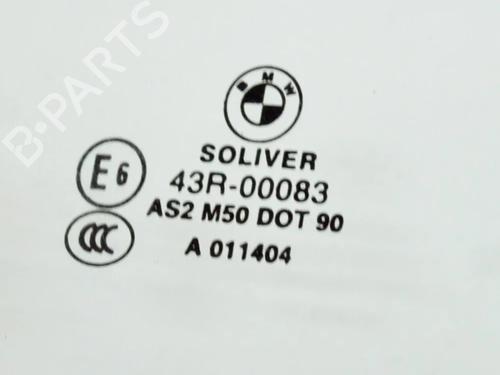 B-PARTS
BMW
SOLIVER
E6
43R-00083
AS2 M50 DOT 90
CCC
A 011404